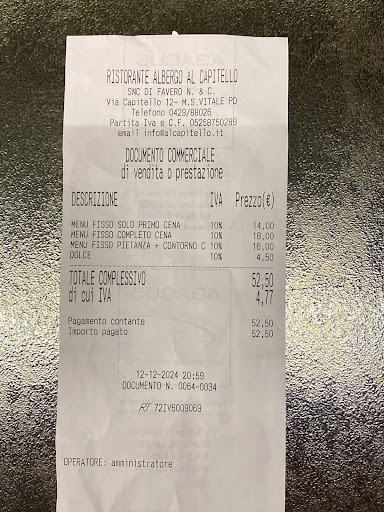 RISTORANTE ALBERGO AL CAPITELLO
SNC DI FAVERO N. & C.
Via Capitello 12- M.S.VITALE PD
Telefono 0429/88026
Partita Iva e C.F. 05258750289
email info@alcapitello.it
DOCUMENTO COMMERCIALE
di vendita o prestazione
DESCRIZIONE IVA Prezzo(€)
MENU FISSO SOLO PRIMO CENA 10% 14,00
MENU FISSO COMPLETO CENA 10% 18,00
MENU FISSO PIETANZA + CONTORNO C 10% 16,00
DOLCE 10% 4,50
TOTALE COMPLESSIVO 52,50
di cui IVA 4,77
Pagamento contante 52,50
Importo pagato 52,50
12-12-2024 20:59
DOCUMENTO N. 0064-0034
RT 72IV6009069
OPERATORE: amministratore